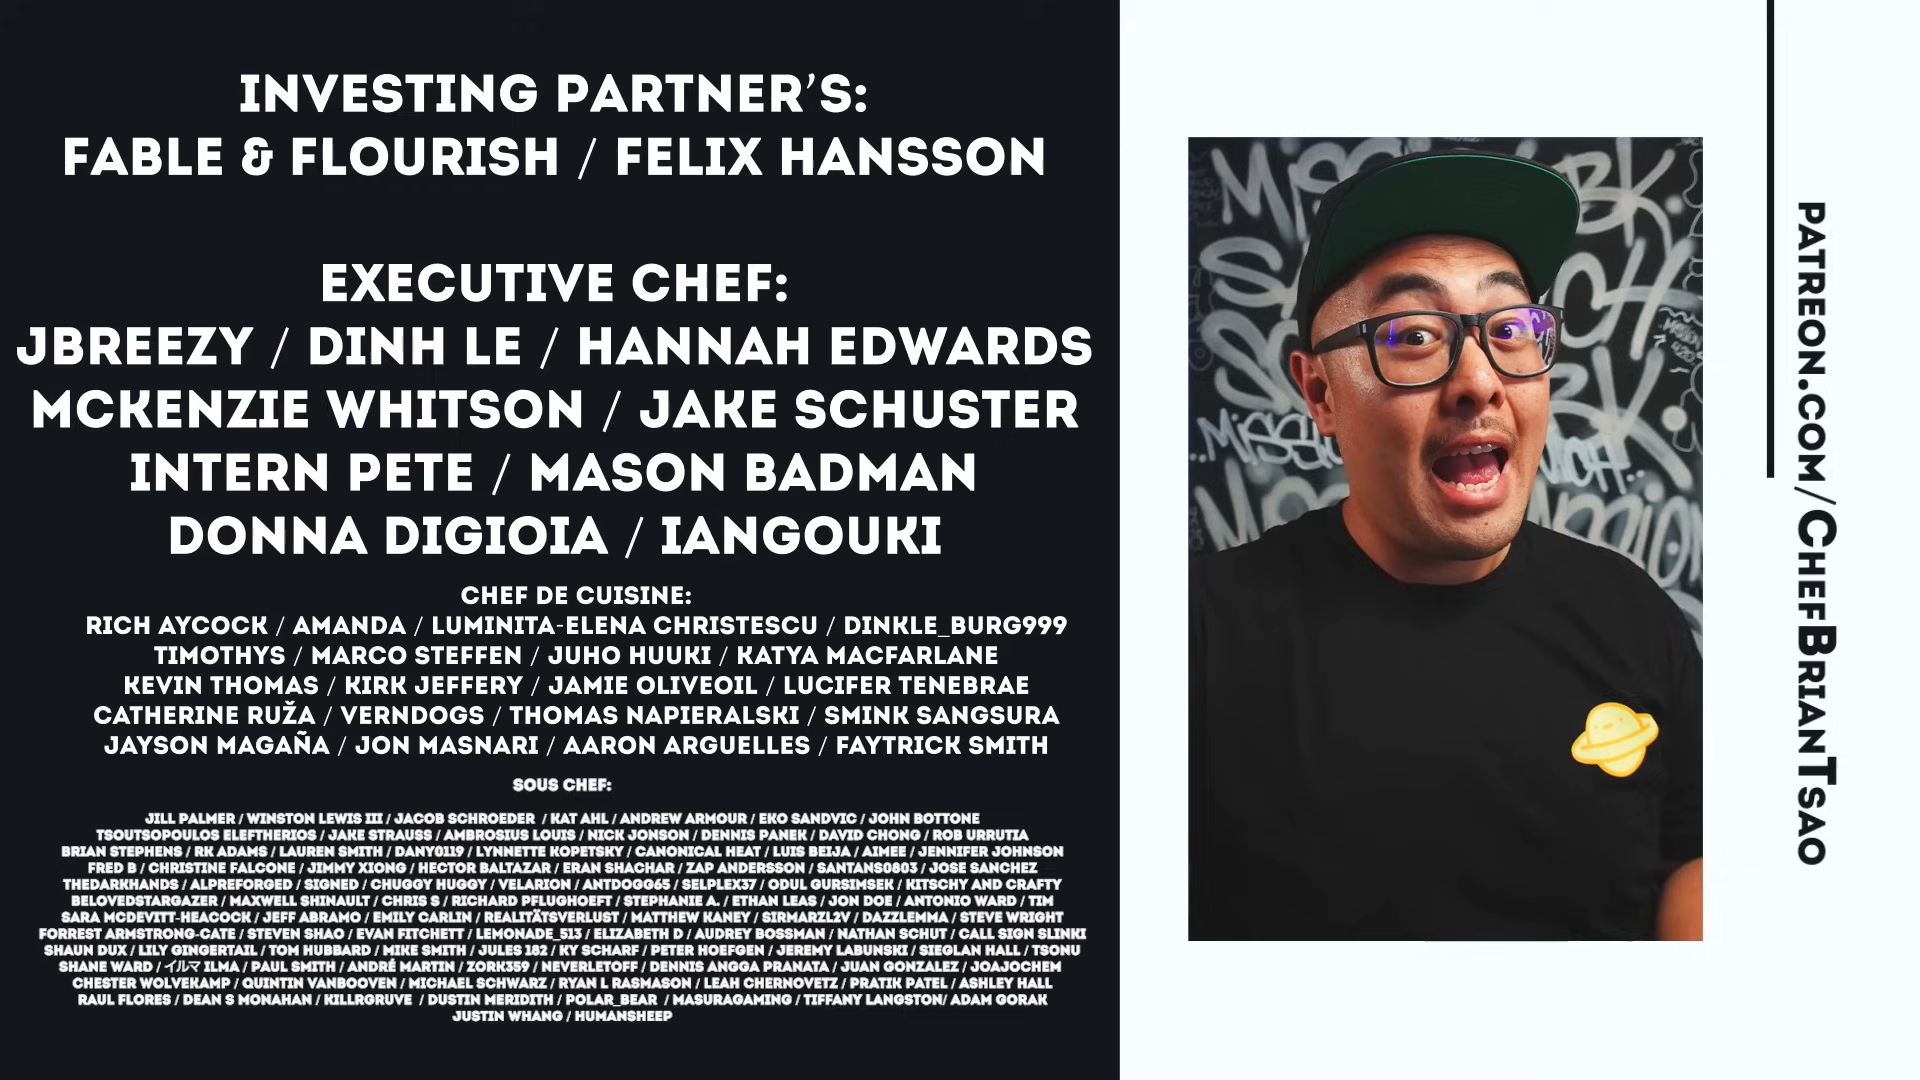 INVESTING PARTNER'S:
FABLE & FLOURISH / FELIX HANSSON
EXECUTIVE CHEF:
JBREEZY / DINH LE / HANNAH EDWARDS
MCKENZIE WHITSON / JAKE SCHUSTER
INTERN PETE / MASON BADMAN
DONNA DIGIOIA / IANGOUKI
CHEF DE CUISINE:
RICH AYCOCK / AMANDA / LUMINITA-ELENA CHRISTESCU / DINKLE_BURG999
TIMOTHYS / MARCO STEFFEN / JUHO HUUKI / KATYA MACFARLANE
KEVIN THOMAS / KIRK JEFFERY / JAMIE OLIVEOIL / LUCIFER TENEBRAE
CATHERINE RUŽA / VERNDOGS / THOMAS NAPIERALSKI / SMINK SANGSURA
JAYSON MAGAÑA / JON MASNARI / AARON ARGUELLES / FAYTRICK SMITH
SOUS CHEF:
JILL PALMER / WINSTON LEWIS III / JACOB SCHROEDER / KAT AHL / ANDREW ARMOUR / EKO SANDVIC / JOHN BOTTONE
TSOUTSOPOULOS ELEFTHERIOS / JAKE STRAUSS / AMBROSIUS LOUIS / NICK JONSON / DENNIS PANEK / DAVID CHONG / ROB URRUTIA
BRIAN STEPHENS / RK ADAMS / LAUREN SMITH / DANY0119 / LYNNETTE KOPETSKY / CANONICAL HEAT / LUIS BEIJA / AIMEE / JENNIFER JOHNSON
FRED B / CHRISTINE FALCONE / JIMMY XIONG / HECTOR BALTAZAR / ERAN SHACHAR / ZAP ANDERSSON / SANTANS0803 / JOSE SANCHEZ
THEDARKHANDS / ALPREFORGED / SIGNED / CHUGGY HUGGY / VELARION / ANTDOGG65 / SELPLEX37 / ODUL GURSIMSEK / KITSCHY AND CRAFTY
BELOVEDSTARGAZER / MAXWELL SHINAULT / CHRIS S / RICHARD PFLUGHOEFT / STEPHANIE A. / ETHAN LEAS / JON DOE / ANTONIO WARD / TIM
SARA MCDEVITT-HEACOCK / JEFF ABRAMO / EMILY CARLIN / REALITÄTSVERLUST / MATTHEW KANEY / SIRMARZL2V / DAZZLEMMA / STEVE WRIGHT
FORREST ARMSTRONG-CATE / STEVEN SHAO / EVAN FITCHETT / LEMONADE_513 / ELIZABETH D / AUDREY BOSSMAN / NATHAN SCHUT / CALL SIGN SLINKI
SHAUN DUX / LILY GINGERTAIL / TOM HUBBARD / MIKE SMITH / JULES 182 / KY SCHARF / PETER HOEFGEN / JEREMY LABUNSKI / SIEGLAN HALL / TSONU
SHANE WARD / イルマ ILMA / PAUL SMITH / ANDRÉ MARTIN / ZORK359 / NEVERLETOFF / DENNIS ANGGA PRANATA / JUAN GONZALEZ / JOAJOCHEM
CHESTER WOLVEKAMP / QUINTIN VANBOOVEN / MICHAEL SCHWARZ / RYAN L RASMASON / LEAH CHERNOVETZ / PRATIK PATEL / ASHLEY HALL
RAUL FLORES / DEAN S MONAHAN / KILLRGRUVE / DUSTIN MERIDITH / POLAR_BEAR / MASURAGAMING / TIFFANY LANGSTON/ ADAM GORAK
JUSTIN WHANG / HUMANSHEEP
PATREON.COM/CHEFBRIANTSAO